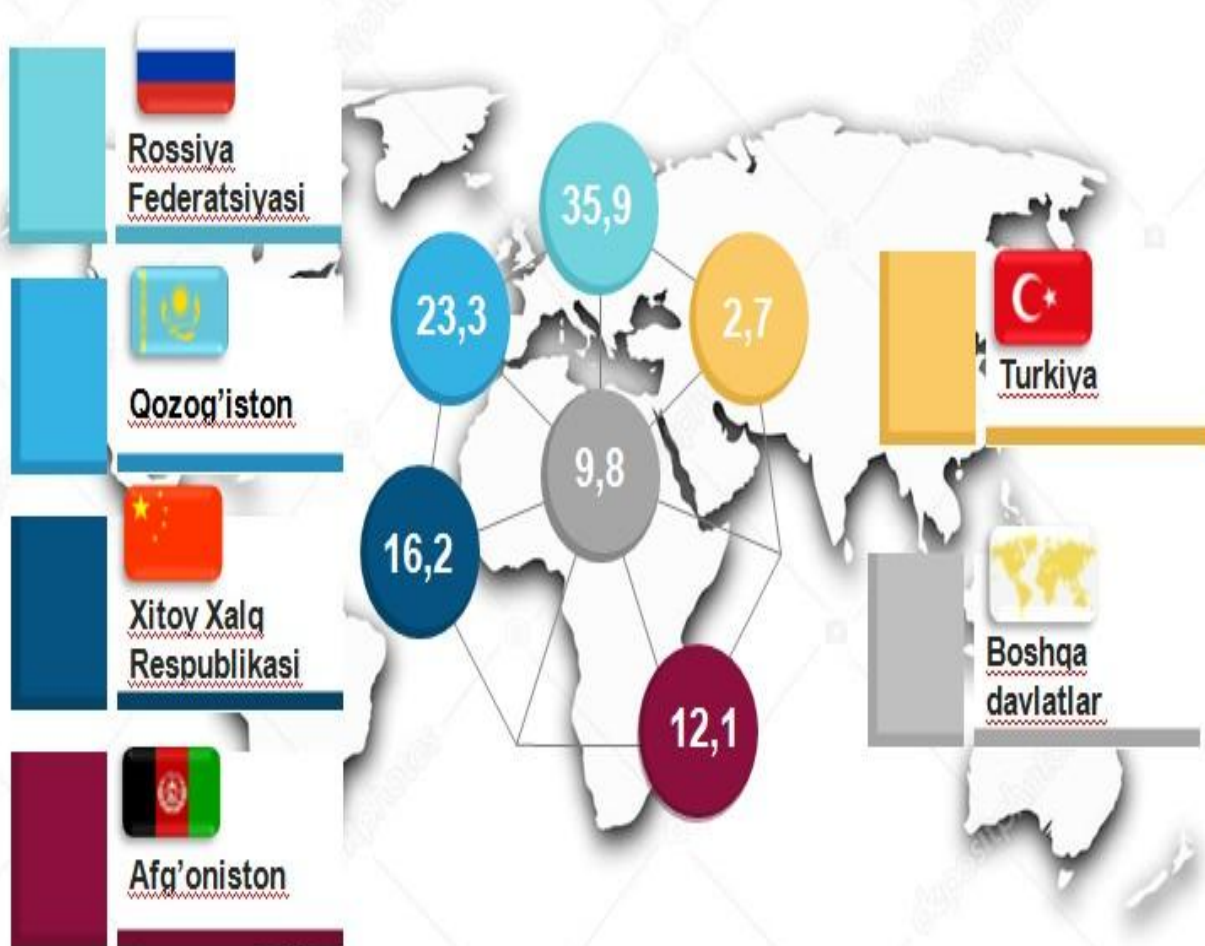 Rossiya
Federatsiyasi
Qozog'iston
Xitoy Xalq
Respublikasi
Afg'oniston
35,9
23,3
2,7
9,8
16,2
12,1
Turkiya
Boshqa
davlatlar